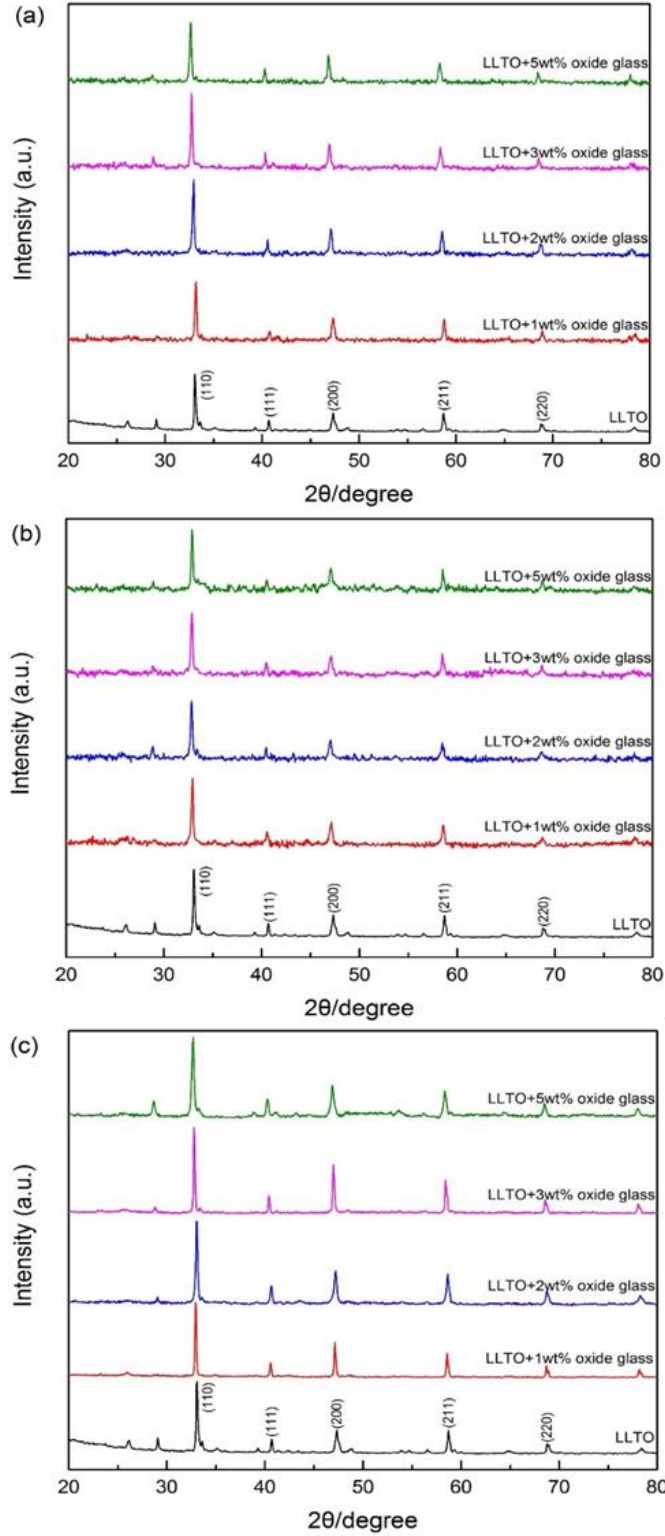 (a)
LLTO+5wt% oxide glass
LLTO+3wt% oxide glass
LLTO+2wt% oxide glass
LLTO+1wt% oxide glass
(110)
(111)
(200)
(211)
(220)
LLTO
Intensity (a.u.)
20 30 40 50 60 70 80
2θ/degree
(b)
LLTO+5wt% oxide glass
LLTO+3wt% oxide glass
LLTO+2wt% oxide glass
LLTO+1wt% oxide glass
(110)
(111)
(200)
(211)
(220)
LLTO
Intensity (a.u.)
20 30 40 50 60 70 80
2θ/degree
(c)
LLTO+5wt% oxide glass
LLTO+3wt% oxide glass
LLTO+2wt% oxide glass
LLTO+1wt% oxide glass
(110)
(111)
(200)
(211)
(220)
LLTO
Intensity (a.u.)
20 30 40 50 60 70 80
2θ/degree